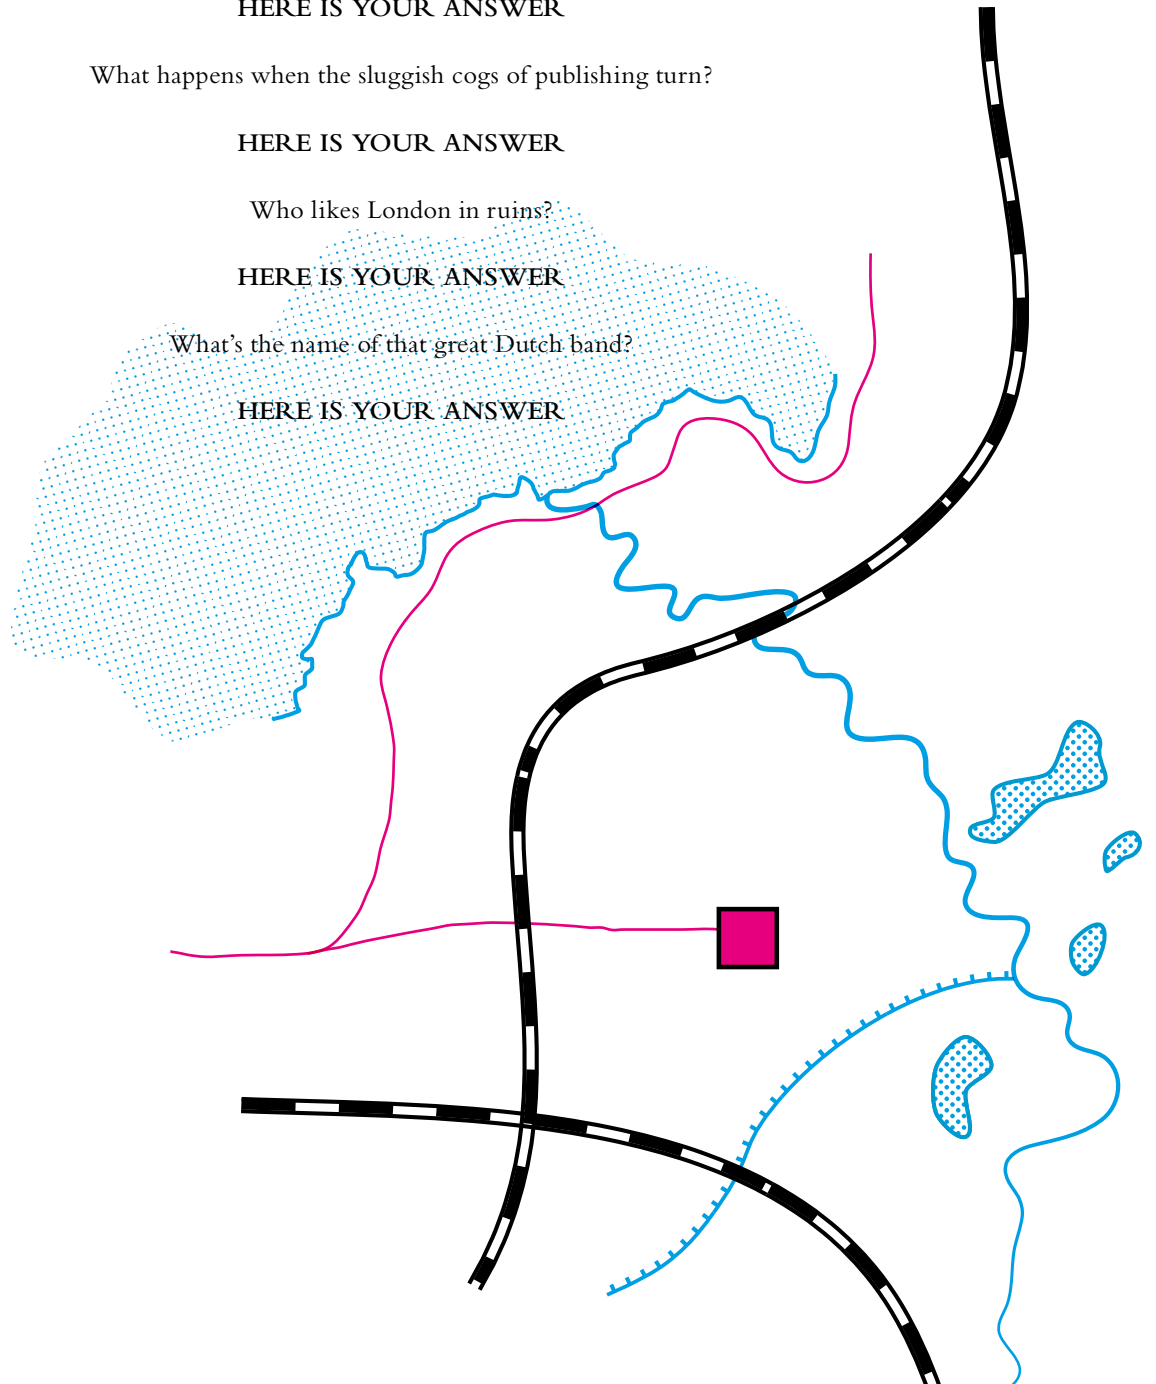 HERE IS YOUR ANSWER
What happens when the sluggish cogs of publishing turn?
HERE IS YOUR ANSWER
Who likes London in ruins?
HERE IS YOUR ANSWER
What’s the name of that great Dutch band?
HERE IS YOUR ANSWER